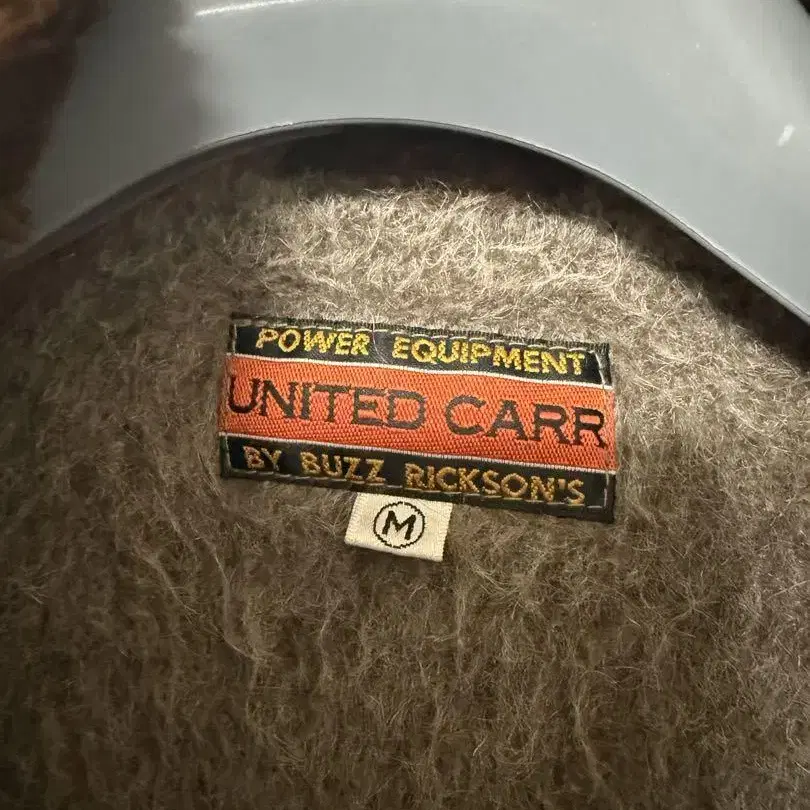 POWER EQUIPMENT
UNITED CARR
BY BUZZ RICKSON'S
M